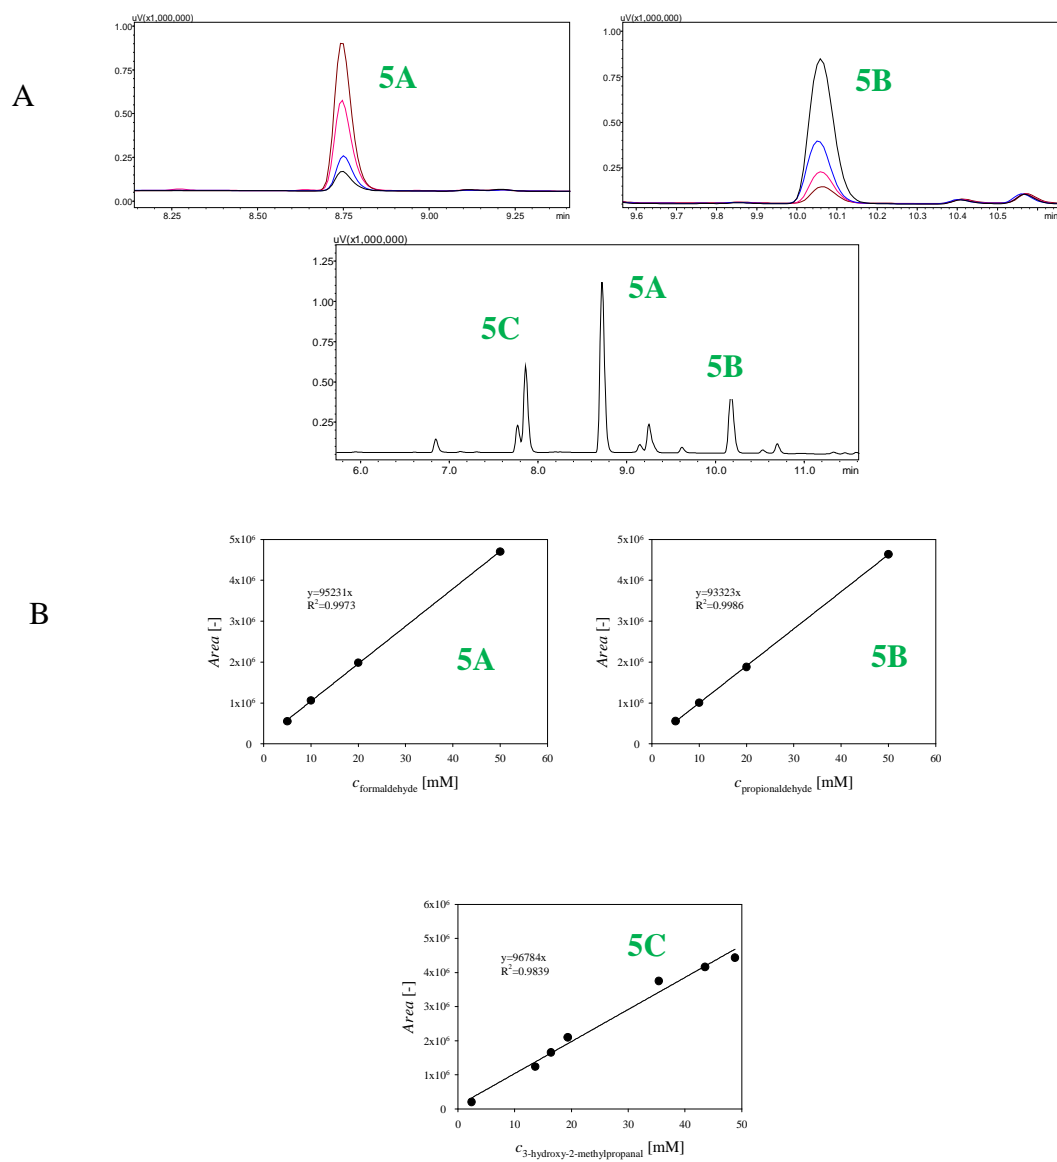 A
uV(x1,000,000)
1.00
0.75
0.50
0.25
0.00
8.25 8.50 8.75 9.00 9.25 min
5A
uV(x1,000,000)
1.00
0.75
0.50
0.25
9.6 9.7 9.8 9.9 10.0 10.1 10.2 10.3 10.4 10.5 min
5B
uV(x1,000,000)
1.25
1.00
0.75
0.50
0.25
6.0 7.0 8.0 9.0 10.0 11.0 min
5C
5A
5B
B
5x10⁶
4x10⁶
3x10⁶
2x10⁶
1x10⁶
0
Area [-]
y=95231x
R²=0.9973
5A
0 10 20 30 40 50 60
c formaldehyde [mM]
5x10⁶
4x10⁶
3x10⁶
2x10⁶
1x10⁶
0
Area [-]
y=93323x
R²=0.9986
5B
0 10 20 30 40 50 60
c propionaldehyde [mM]
6x10⁶
5x10⁶
4x10⁶
3x10⁶
2x10⁶
1x10⁶
0
Area [-]
y=96784x
R²=0.9839
5C
0 10 20 30 40 50
c 3-hydroxy-2-methylpropanal [mM]